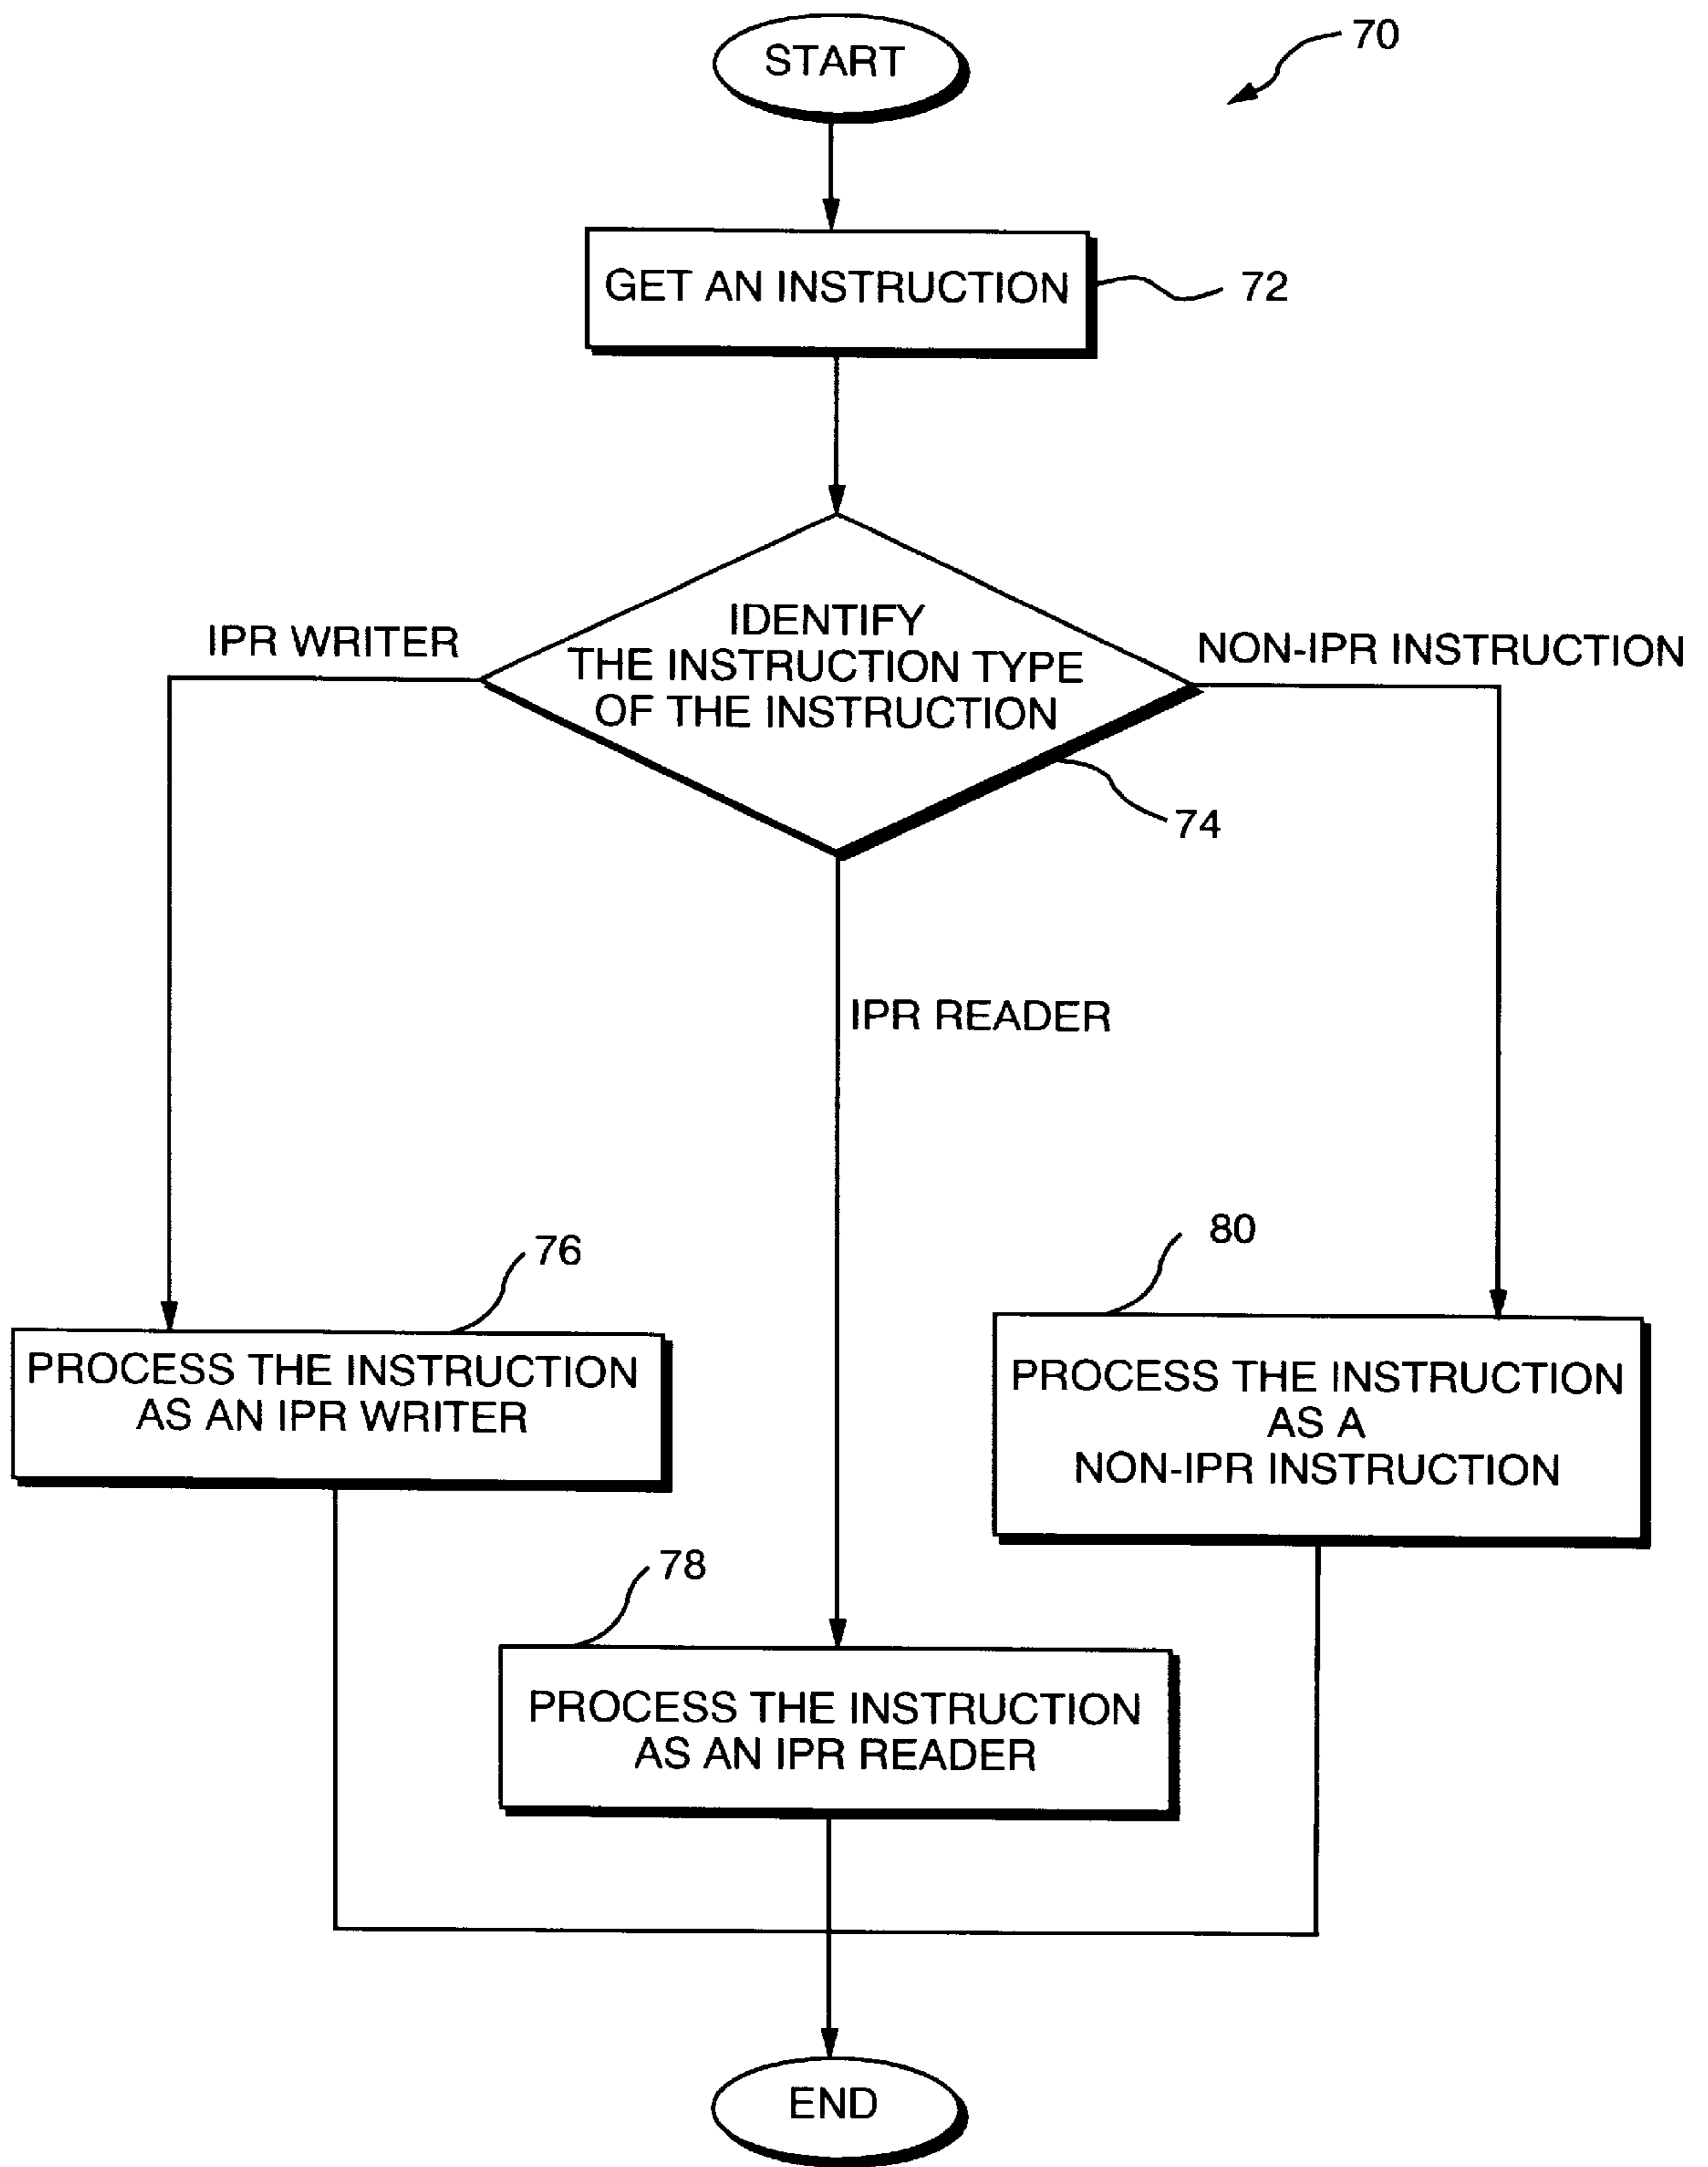 START
70
GET AN INSTRUCTION
72
IDENTIFY
THE INSTRUCTION TYPE
OF THE INSTRUCTION
IPR WRITER
NON-IPR INSTRUCTION
74
IPR READER
76
80
PROCESS THE INSTRUCTION
AS AN IPR WRITER
PROCESS THE INSTRUCTION
AS A
NON-IPR INSTRUCTION
78
PROCESS THE INSTRUCTION
AS AN IPR READER
END